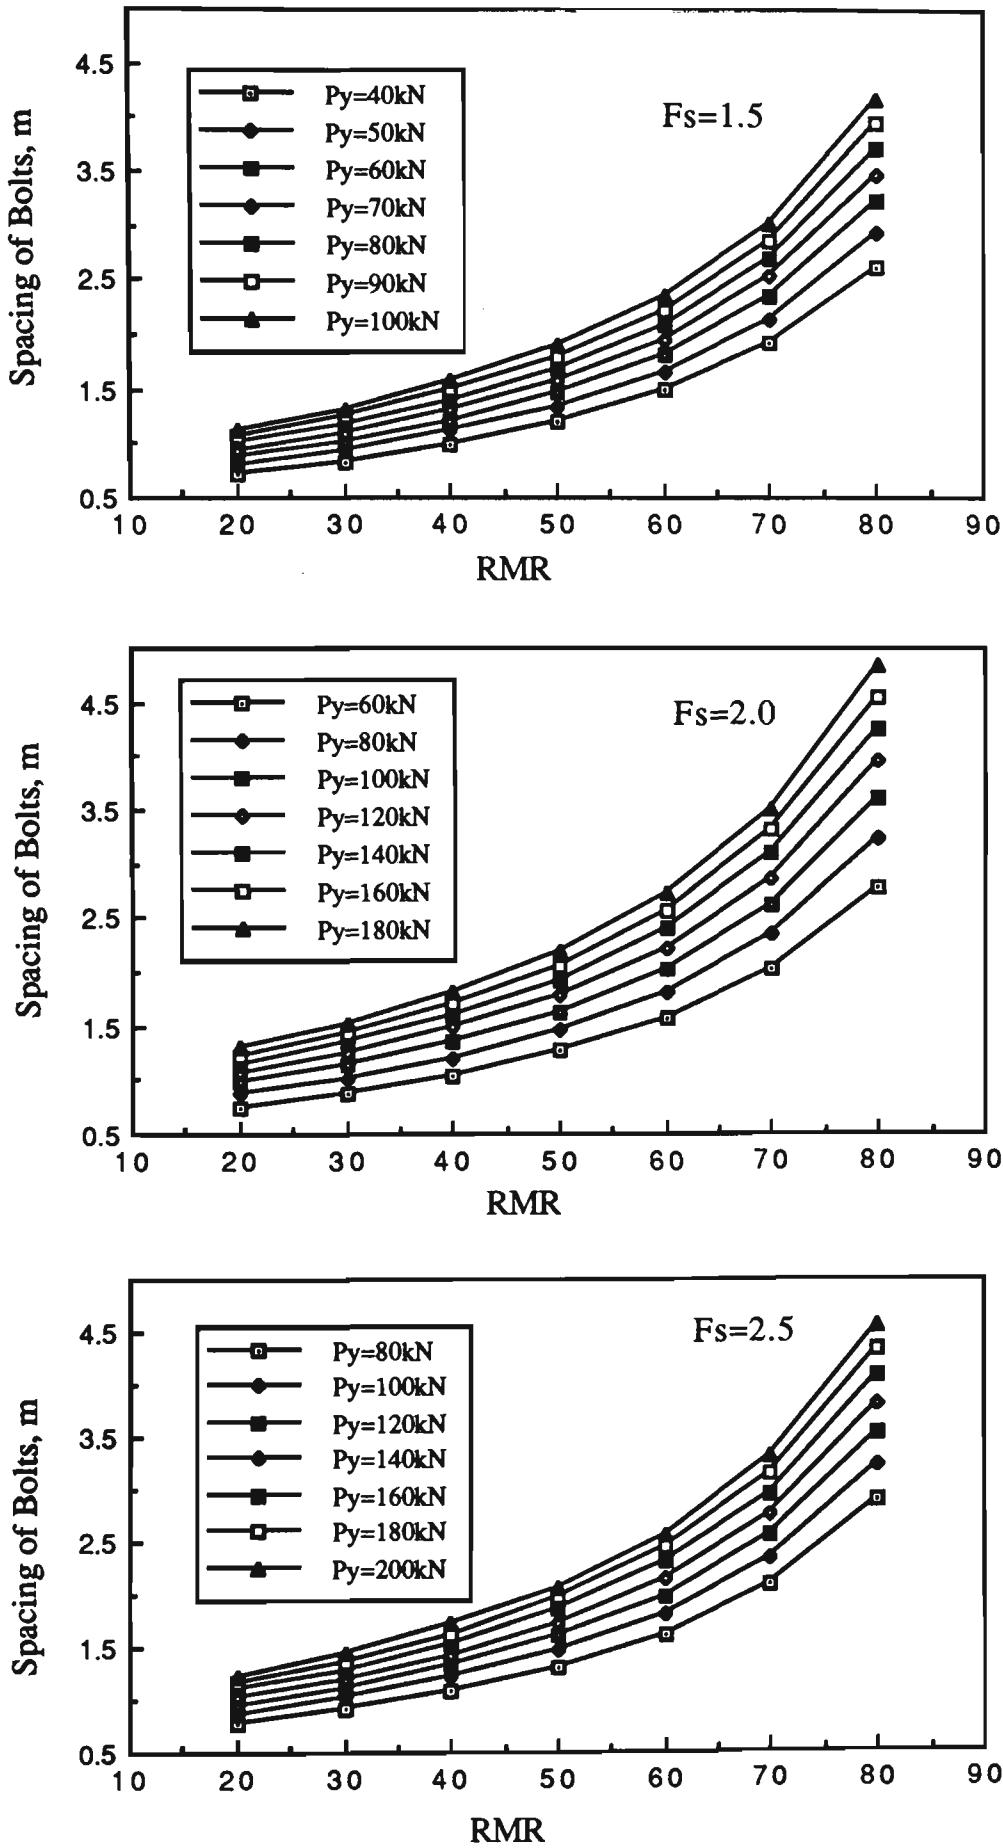 Fs=1.5
Py=40kN
Py=50kN
Py=60kN
Py=70kN
Py=80kN
Py=90kN
Py=100kN
Spacing of Bolts, m
4.5
3.5
2.5
1.5
0.5
10 20 30 40 50 60 70 80 90
RMR
Fs=2.0
Py=60kN
Py=80kN
Py=100kN
Py=120kN
Py=140kN
Py=160kN
Py=180kN
Spacing of Bolts, m
4.5
3.5
2.5
1.5
0.5
10 20 30 40 50 60 70 80 90
RMR
Fs=2.5
Py=80kN
Py=100kN
Py=120kN
Py=140kN
Py=160kN
Py=180kN
Py=200kN
Spacing of Bolts, m
4.5
3.5
2.5
1.5
0.5
10 20 30 40 50 60 70 80 90
RMR